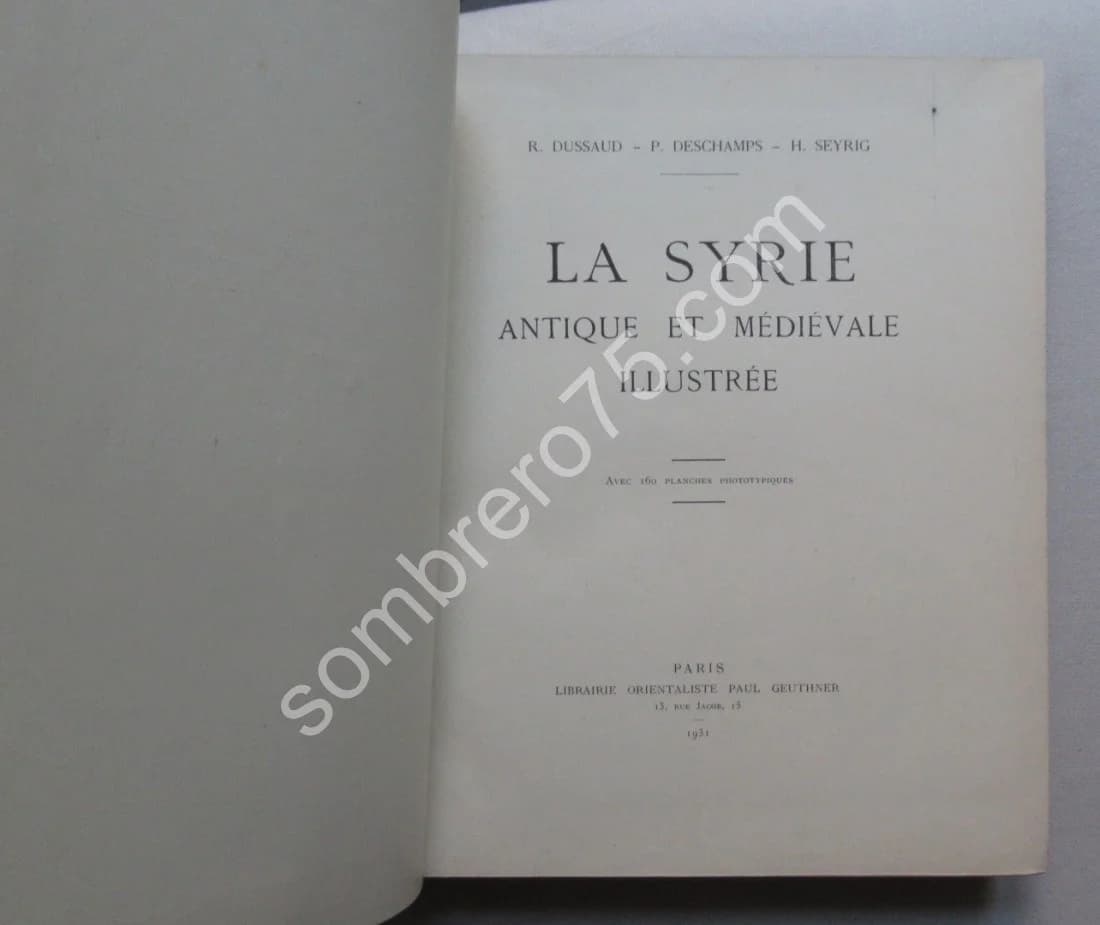 R. DUSSAUD – P. DESCHAMPS – H. SEYRIG
LA SYRIE
ANTIQUE ET MÉDIÉVALE
ILLUSTRÉE
AVEC 160 PLANCHES PHOTOTYPIQUES
PARIS
LIBRAIRIE ORIENTALISTE PAUL GEUTHNER
13, RUE JACOB, 13
1931
sombrero75.com